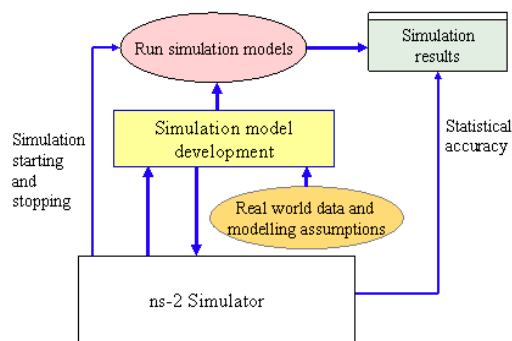 Run simulation models
Simulation
results
Simulation
starting
and
stopping
Simulation model
development
Statistical
accuracy
Real world data and
modelling assumptions
ns-2 Simulator